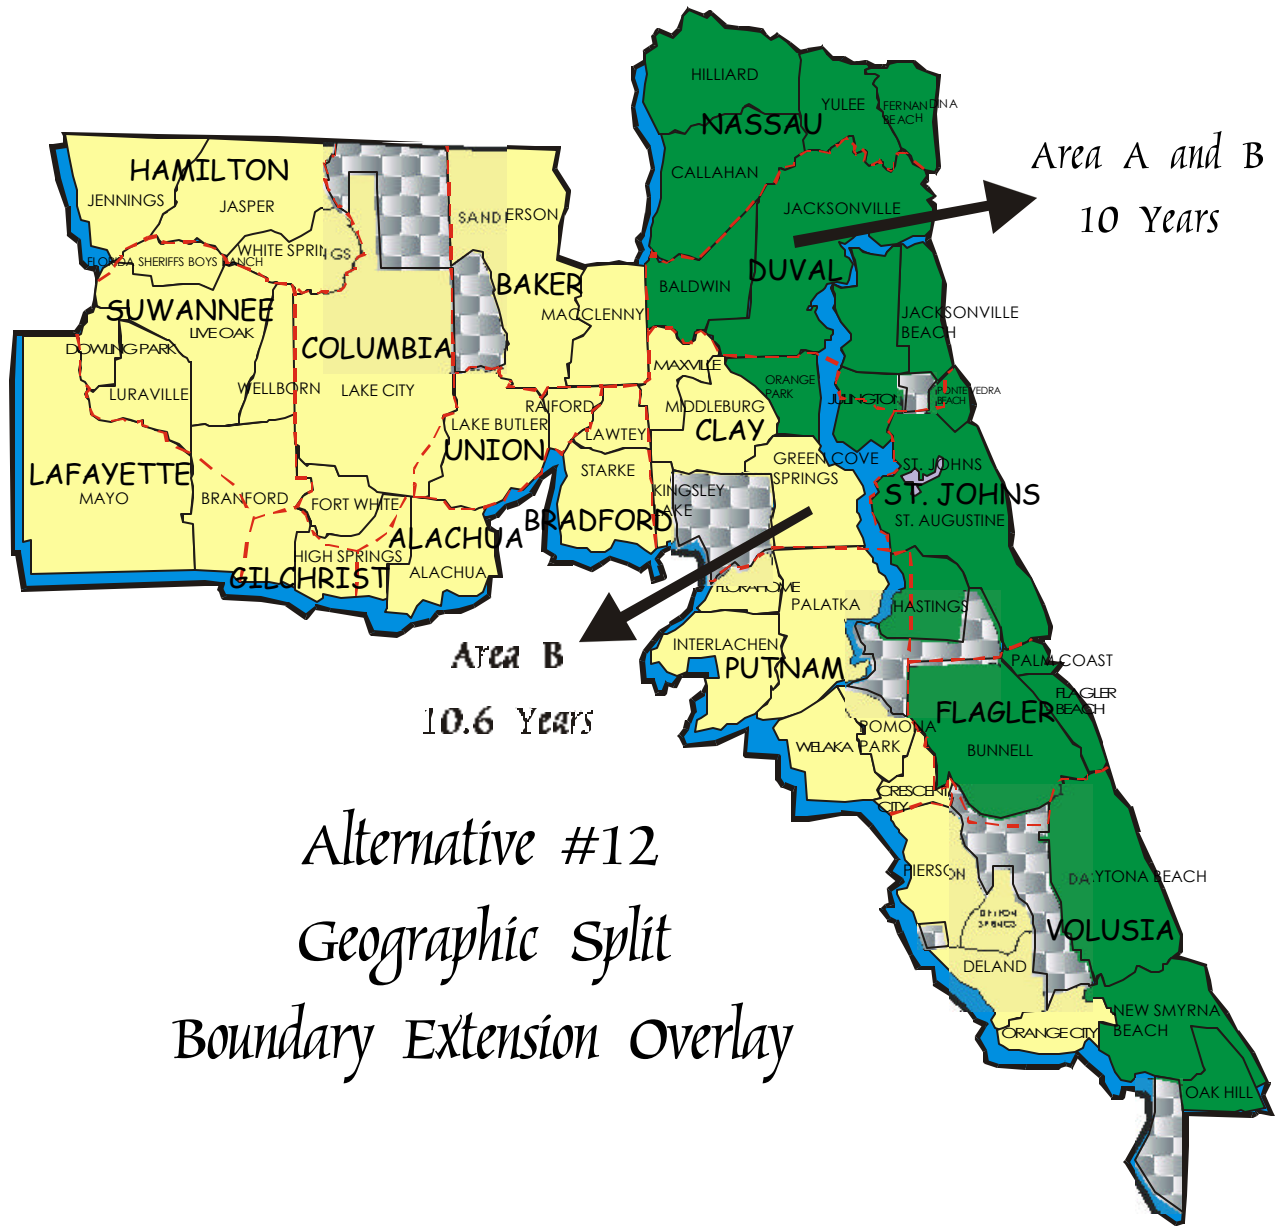 HILLIARD
YULEE
FERNANDINA
BEACH
NASSAU
CALLAHAN
Area A and B
10 Years
HAMILTON
JENNINGS
JASPER
SANDERSON
JACKSONVILLE
WHITE SPRINGS
FLORIDA SHERIFFS BOYS RANCH
DUVAL
BALDWIN
BAKER
SUWANNEE
LIVE OAK
MACCLENNY
JACKSONVILLE
BEACH
DOWLING PARK
COLUMBIA
MAXVILLE
LURAVILLE
WELLBORN
LAKE CITY
ORANGE
PARK
JULINGTON
PONTE VEDRA
BEACH
RAIFORD
MIDDLEBURG
LAKE BUTLER
LAWTEY
CLAY
UNION
GREEN COVE
SPRINGS
ST. JOHNS
LAFAYETTE
MAYO
BRANFORD
STARKE
KINGSLEY
LAKE
ST. JOHNS
FORT WHITE
ST. AUGUSTINE
BRADFORD
ALACHUA
HIGH SPRINGS
GILCHRIST
ALACHUA
FLORAHOME
PALATKA
HASTINGS
Area B
10.6 Years
INTERLACHEN
PUTNAM
PALM COAST
FLAGLER
BEACH
FLAGLER
POMONA
PARK
WELAKA
BUNNELL
CRESCENT
CITY
Alternative #12
Geographic Split
Boundary Extension Overlay
PIERSON
DAYTONA BEACH
SPRINGS
VOLUSIA
DELAND
NEW SMYRNA
BEACH
ORANGE CITY
OAK HILL